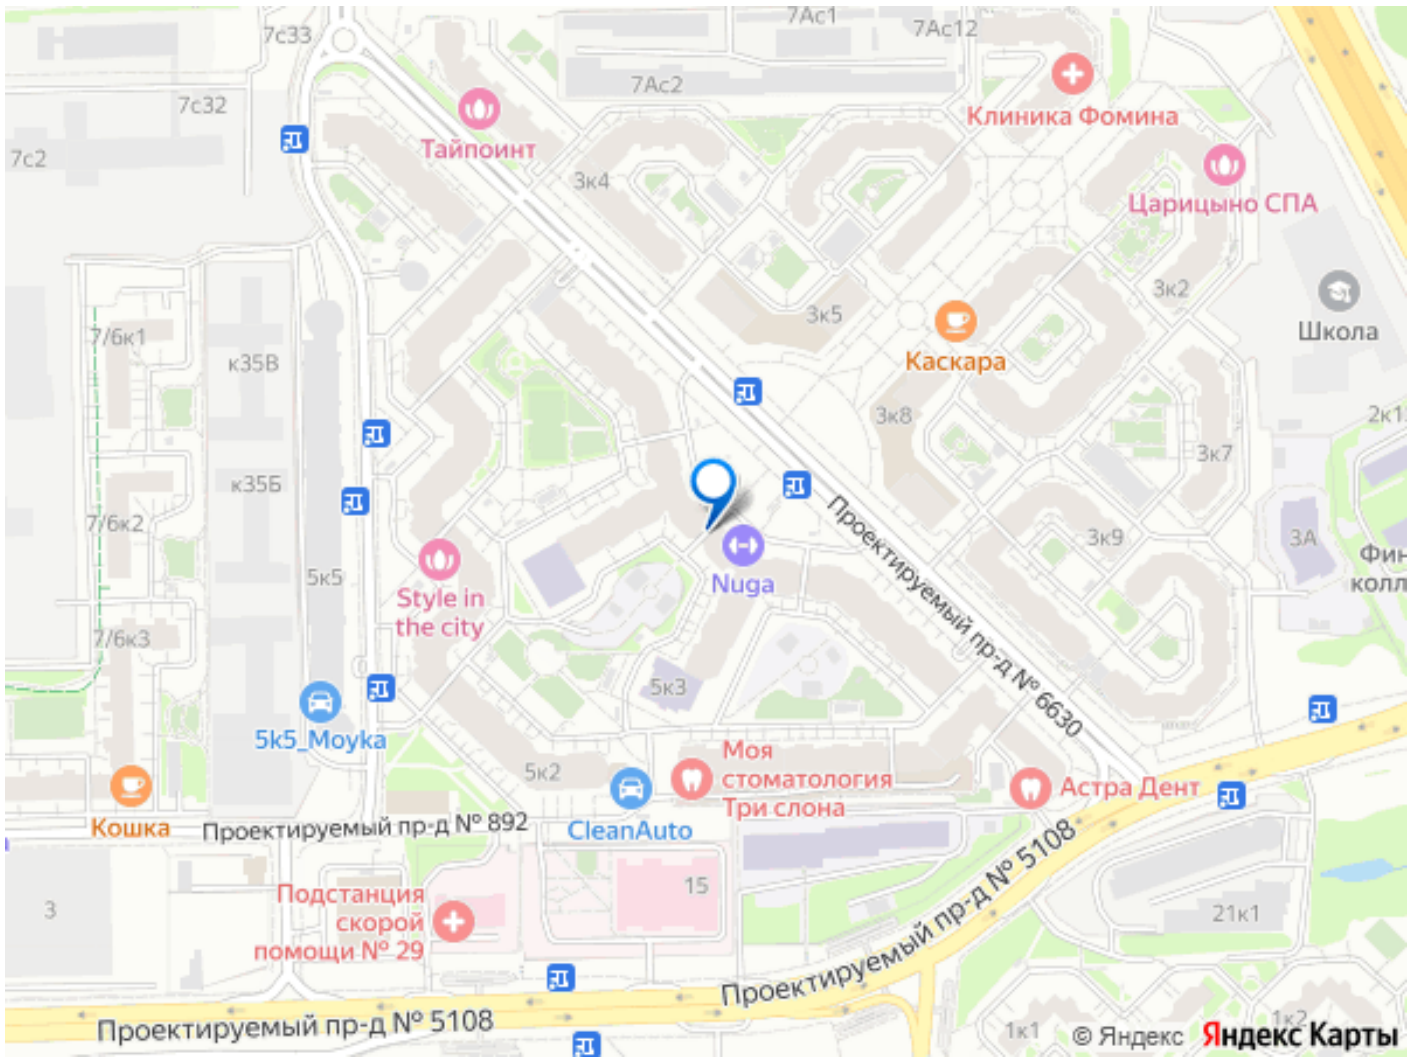 7с33
7Ас1
7Ас12
7Ас2
7с32
Клиника Фомина
Тайпоинт
7с2
3к4
Царицыно СПА
3к2
3к5
Школа
7/6к1
к35В
Каскара
3к8
2к1
3к7
к35Б
7/6к2
Проектируемый пр-д № 6630
3к9
3А
Фин
колл
5к5
Nuga
Style in
the city
7/6к3
5к3
5k5_Moyka
5к2
Моя
стоматология
Три слона
Астра Дент
Кошка
Проектируемый пр-д № 892
CleanAuto
Проектируемый пр-д № 5108
15
Подстанция
скорой
помощи № 29
3
21к1
Проектируемый пр-д № 5108
1к1
1к2
© Яндекс Яндекс Карты